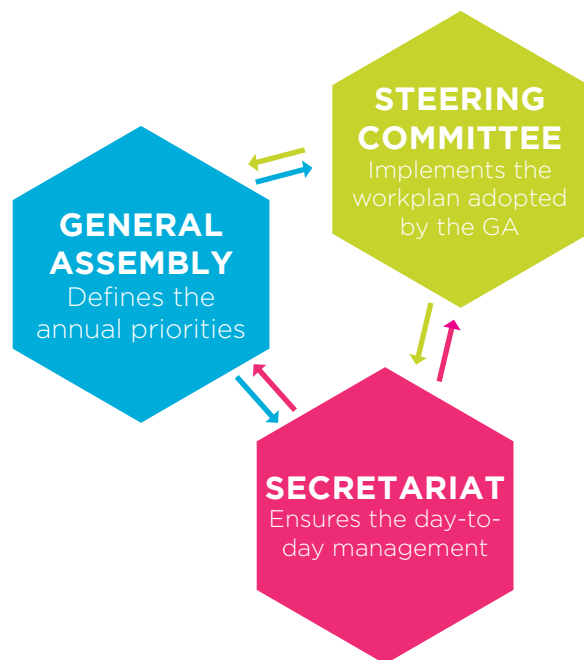 STEERING
COMMITTEE
Implements the
workplan adopted
by the GA
GENERAL
ASSEMBLY
Defines the
annual priorities
SECRETARIAT
Ensures the day-to-
day management